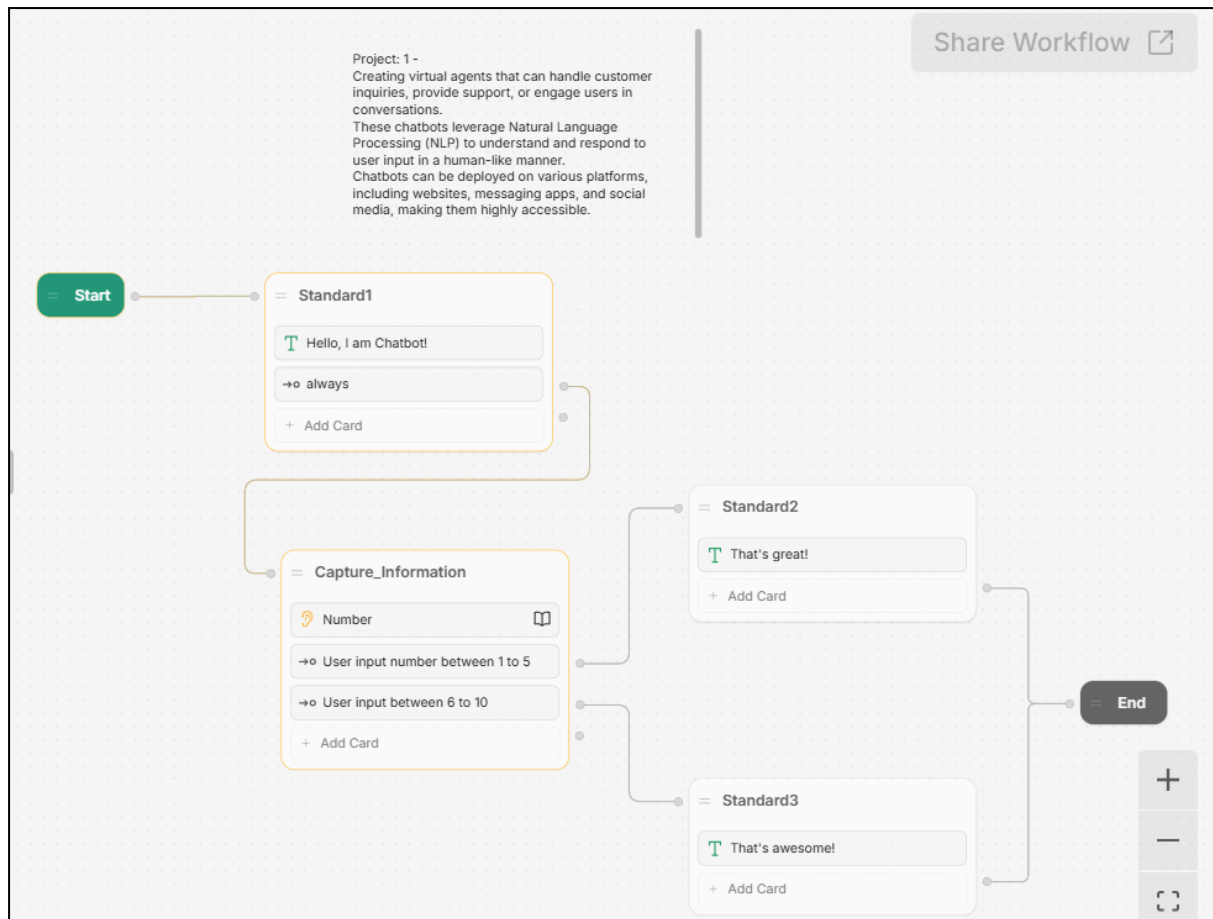 Share Workflow
Project: 1 -
Creating virtual agents that can handle customer
inquiries, provide support, or engage users in
conversations.
These chatbots leverage Natural Language
Processing (NLP) to understand and respond to
user input in a human-like manner.
Chatbots can be deployed on various platforms,
including websites, messaging apps, and social
media, making them highly accessible.
Start
Standard1
Hello, I am Chatbot!
always
+ Add Card
Capture_Information
Number
User input number between 1 to 5
User input between 6 to 10
+ Add Card
Standard2
That's great!
+ Add Card
Standard3
That's awesome!
+ Add Card
End